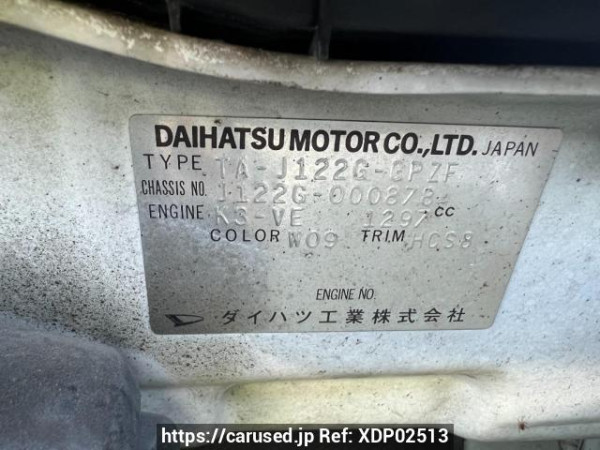 DAIHATSU MOTOR CO., LTD. JAPAN
TYPE TA-J122G-GPZF
CHASSIS NO. J122G-000878
ENGINE K3-VE 1297 CC
COLOR W09 TRIM HCS8
ENGINE NO.
ダイハツ工業株式会社
https://carused.jp Ref: XDP02513